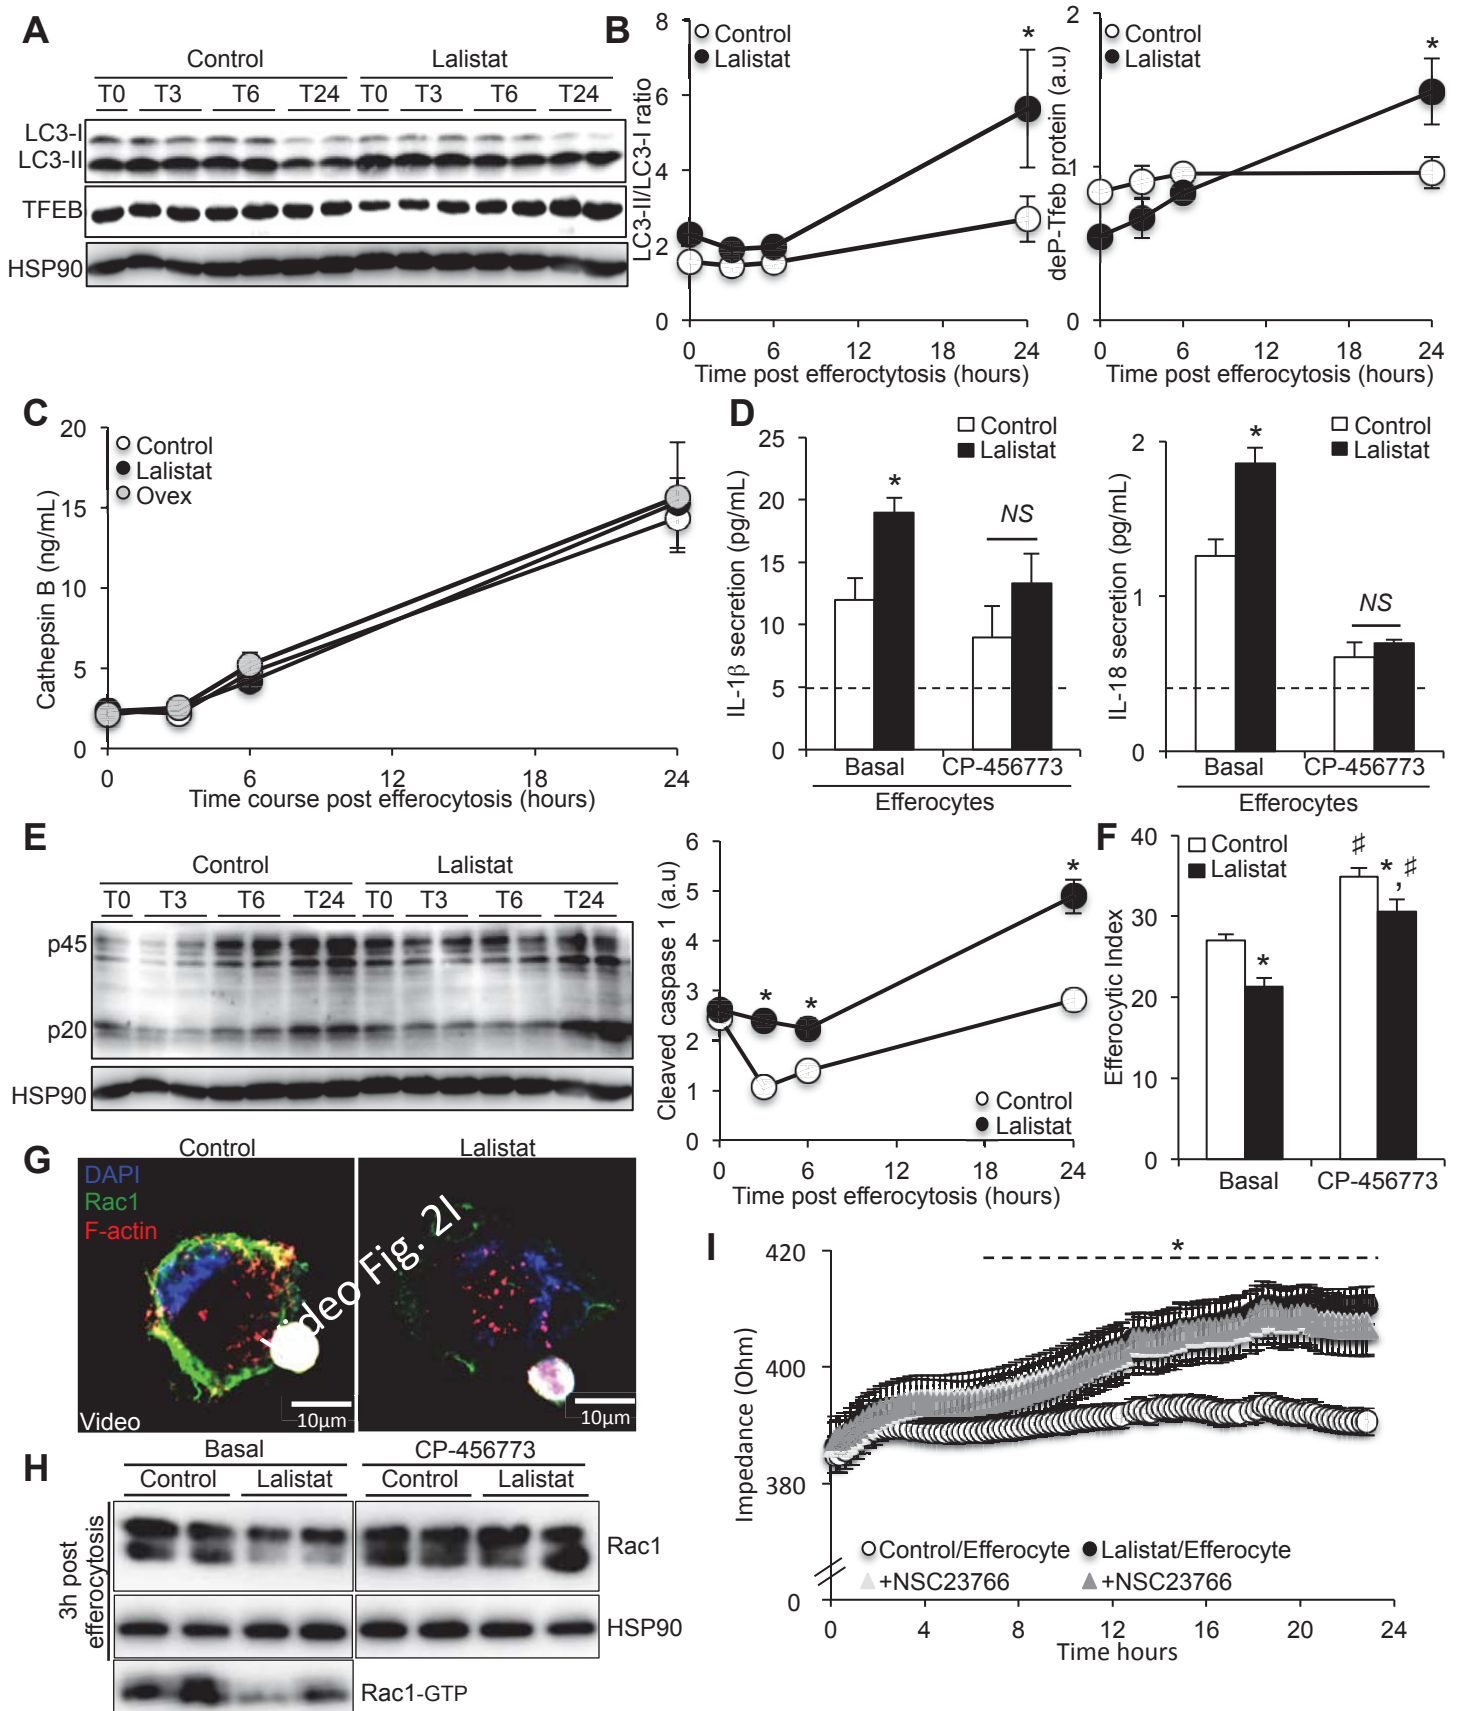 A
Control Lalistat
T0 T3 T6 T24 T0 T3 T6 T24
LC3-I
LC3-II
TFEB
HSP90
B
LC3-II/LC3-I ratio
8
6
4
2
0
Control
Lalistat
*
0 6 12 18 24
Time post efferoctytosis (hours)
deP-Tfeb protein (a.u)
2
1
0
Control
Lalistat
*
0 6 12 18 24
Time post efferocytosis (hours)
C
Cathepsin B (ng/mL)
20
15
10
5
0
Control
Lalistat
Ovex
0 6 12 18 24
Time course post efferocytosis (hours)
D
IL-1β secretion (pg/mL)
25
20
15
10
5
0
Control
Lalistat
*
NS
Basal CP-456773
Efferocytes
IL-18 secretion (pg/mL)
2
1
0
Control
Lalistat
*
NS
Basal CP-456773
Efferocytes
E
Control Lalistat
T0 T3 T6 T24 T0 T3 T6 T24
p45
p20
HSP90
Cleaved caspase 1 (a.u)
6
5
4
3
2
1
0
*
* *
Control
Lalistat
0 6 12 18 24
Time post efferocytosis (hours)
F
Efferocytic Index
40
30
20
10
0
Control
Lalistat
*
♯
*,♯
Basal CP-456773
G
Control Lalistat
DAPI
Rac1
F-actin
Video Fig. 2I
Video
10µm
10µm
H
Basal CP-456773
Control Lalistat Control Lalistat
3h post
efferocytosis
Rac1
HSP90
Rac1-GTP
I
Impedance (Ohm)
420
400
380
0
*
Control/Efferocyte Lalistat/Efferocyte
+NSC23766 +NSC23766
0 4 8 12 16 20 24
Time hours